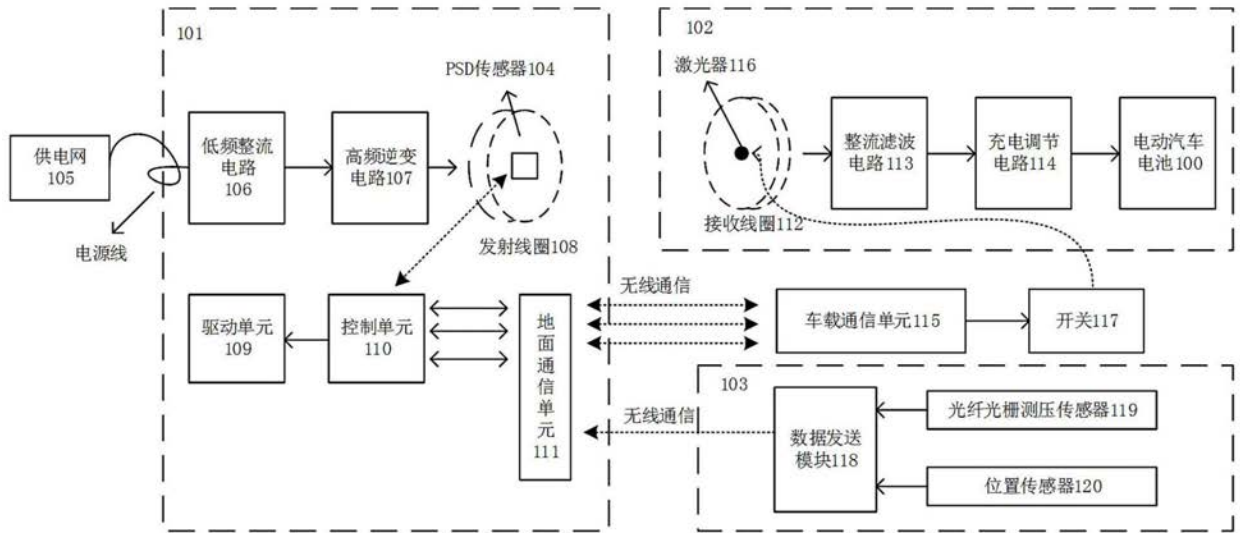 101
102
激光器116
PSD传感器104
供电网
105
低频整流
电路
106
高频逆变
电路107
整流滤波
电路113
充电调节
电路114
电动汽车
电池100
电源线
发射线圈108
接收线圈112
无线通信
驱动单元
109
控制单元
110
地面通信单元
111
车载通信单元115
开关117
103
无线通信
数据发送
模块118
光纤光栅测压传感器119
位置传感器120